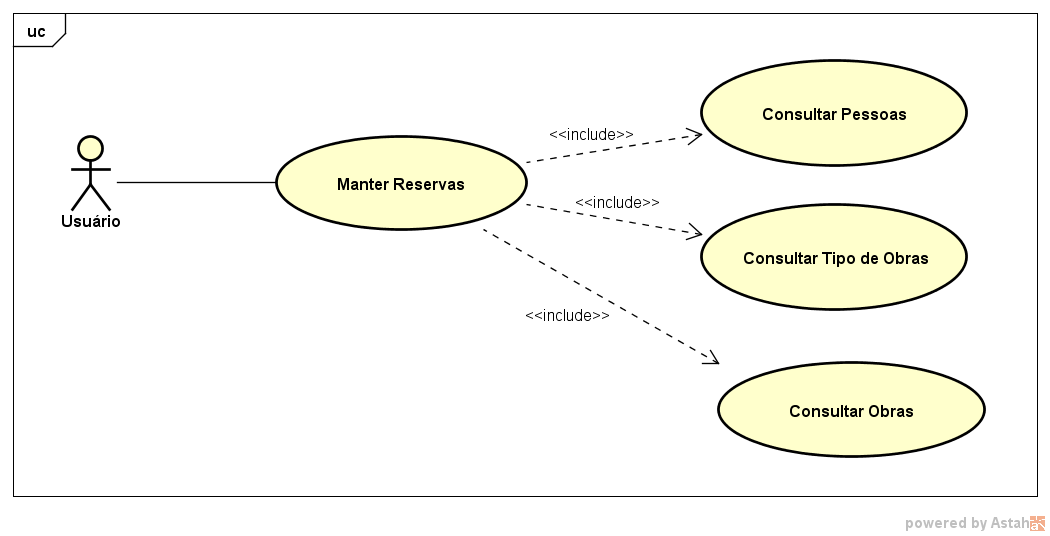 uc
Consultar Pessoas
<<include>>
Manter Reservas
<<include>>
Usuário
Consultar Tipo de Obras
<<include>>
Consultar Obras
powered by Astah